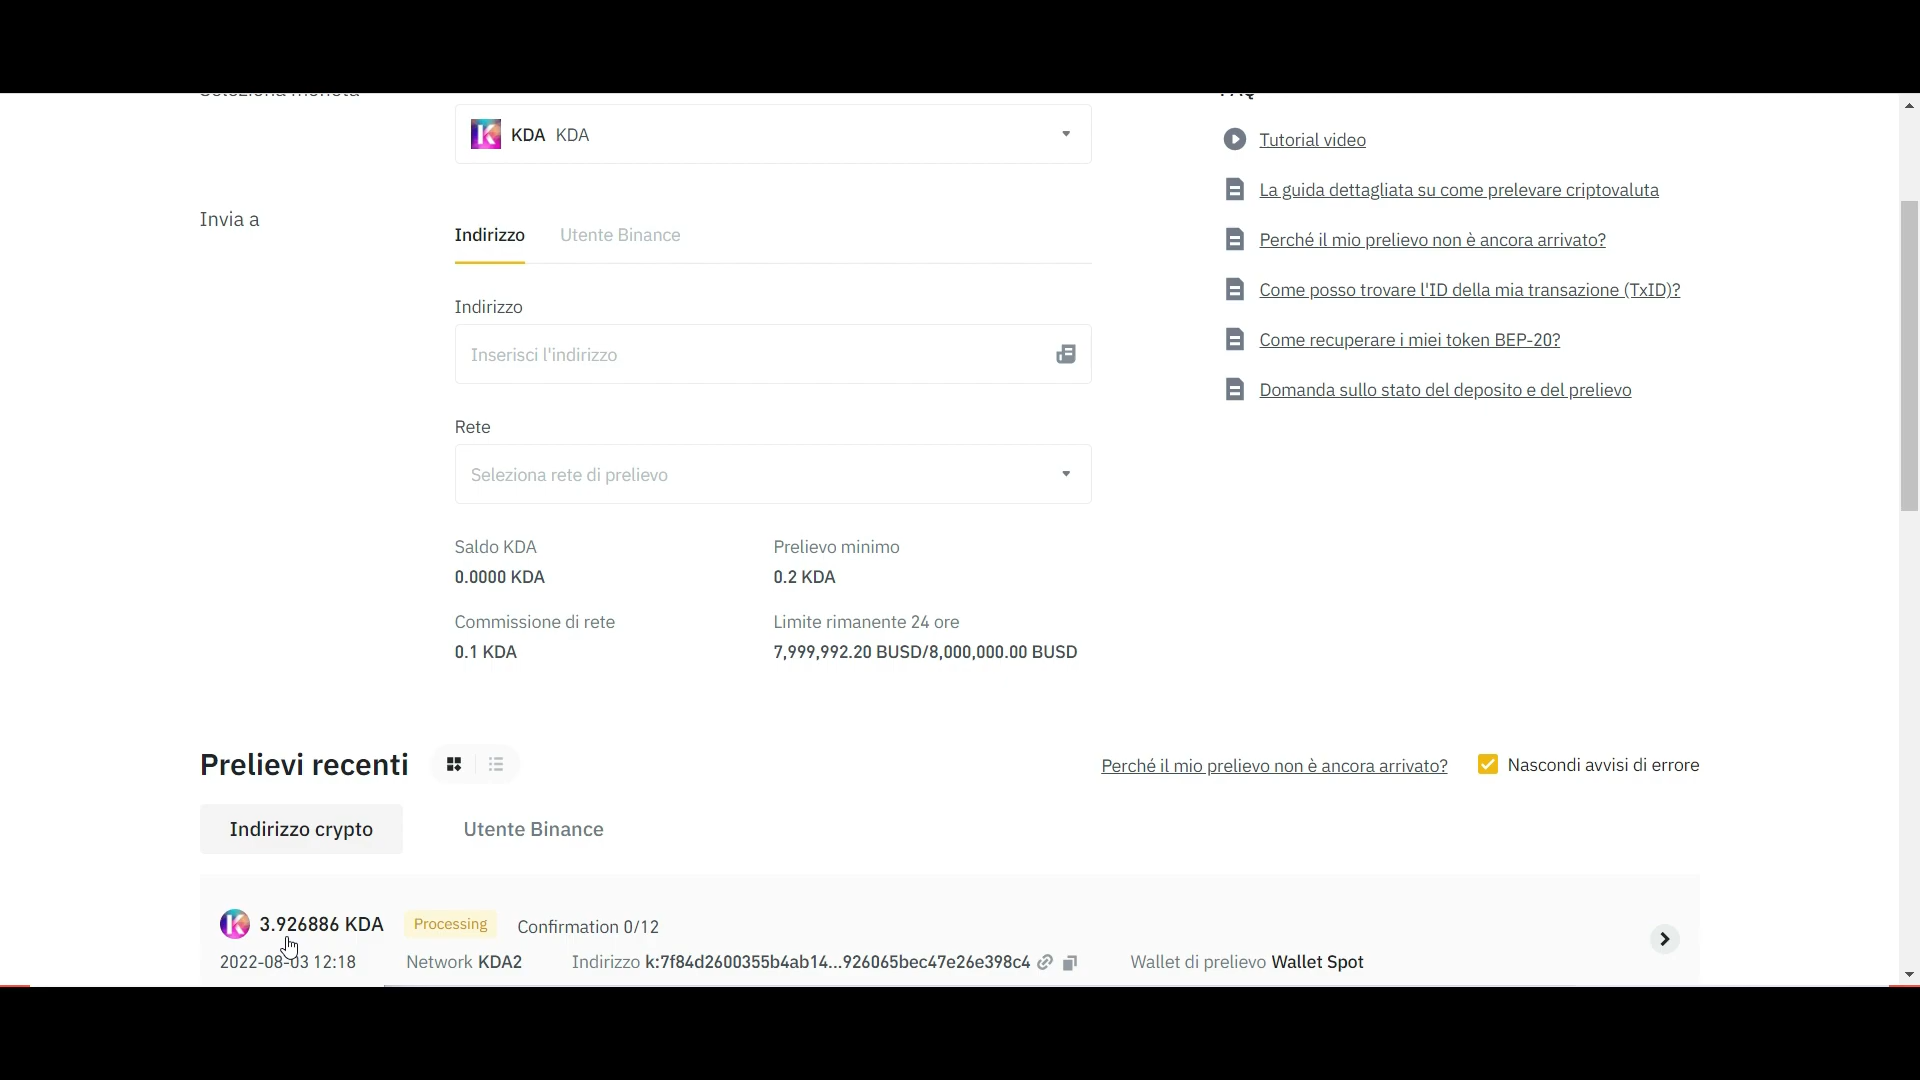 KDA KDA
Tutorial video
La guida dettagliata su come prelevare criptovaluta
Invia a
Indirizzo Utente Binance
Perché il mio prelievo non è ancora arrivato?
Come posso trovare l'ID della mia transazione (TxID)?
Indirizzo
Inserisci l'indirizzo
Come recuperare i miei token BEP-20?
Domanda sullo stato del deposito e del prelievo
Rete
Seleziona rete di prelievo
Saldo KDA Prelievo minimo
0.0000 KDA 0.2 KDA
Commissione di rete Limite rimanente 24 ore
0.1 KDA 7,999,992.20 BUSD/8,000,000.00 BUSD
Prelievi recenti Perché il mio prelievo non è ancora arrivato? Nascondi avvisi di errore
Indirizzo crypto Utente Binance
3.926886 KDA Processing Confirmation 0/12
2022-08-03 12:18 Network KDA2 Indirizzo k:7f84d2600355b4ab14...926065bec47e26e398c4 Wallet di prelievo Wallet Spot